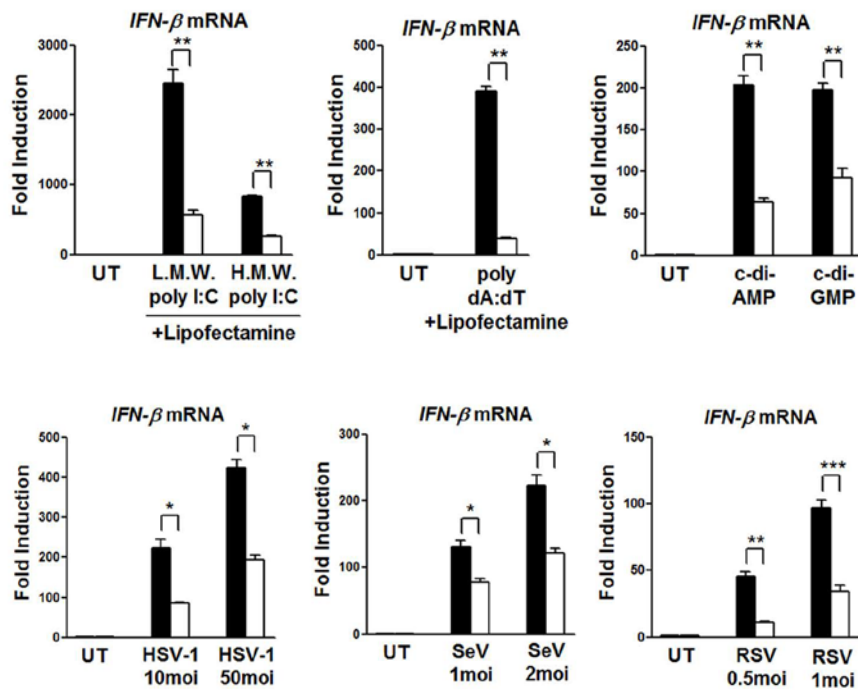 IFN-β mRNA
Fold Induction
3000
2000
1000
0
**
**
UT
L.M.W.
poly I:C
H.M.W.
poly I:C
+Lipofectamine
IFN-β mRNA
Fold Induction
500
400
300
200
100
0
**
UT
poly
dA:dT
+Lipofectamine
IFN-β mRNA
Fold Induction
200
150
100
50
0
**
**
UT
c-di-
AMP
c-di-
GMP
IFN-β mRNA
Fold Induction
500
400
300
200
100
0
*
*
UT
HSV-1
10moi
HSV-1
50moi
IFN-β mRNA
Fold Induction
300
200
100
0
*
*
UT
SeV
1moi
SeV
2moi
IFN-β mRNA
Fold Induction
150
100
50
0
**
***
UT
RSV
0.5moi
RSV
1moi